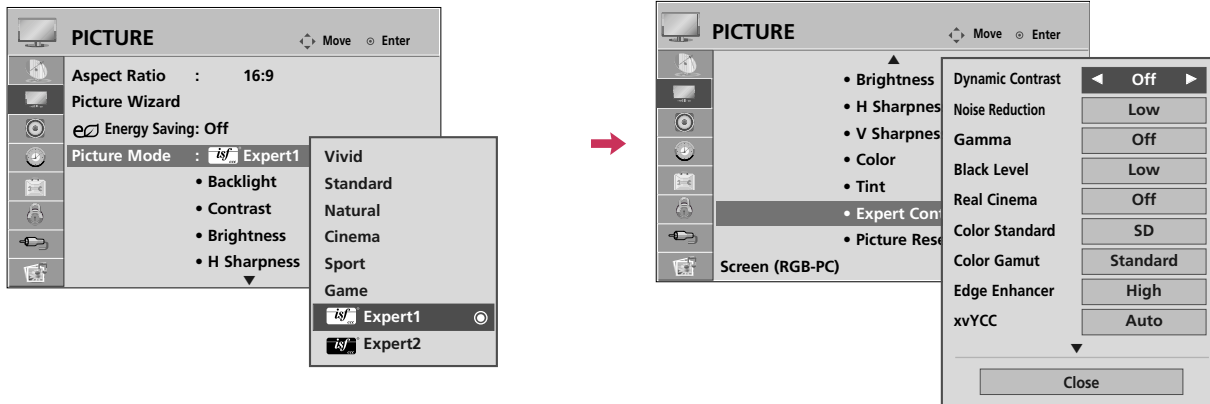 PICTURE
Move Enter
Aspect Ratio : 16:9
Picture Wizard
Energy Saving: Off
Picture Mode : isf Expert1
• Backlight
• Contrast
• Brightness
• H Sharpness
Vivid
Standard
Natural
Cinema
Sport
Game
isf Expert1
isf Expert2
PICTURE
Move Enter
• Brightness
• H Sharpnes
• V Sharpnes
• Color
• Tint
• Expert Cont
• Picture Rese
Screen (RGB-PC)
Dynamic Contrast Off
Noise Reduction Low
Gamma Off
Black Level Low
Real Cinema Off
Color Standard SD
Color Gamut Standard
Edge Enhancer High
xvYCC Auto
Close